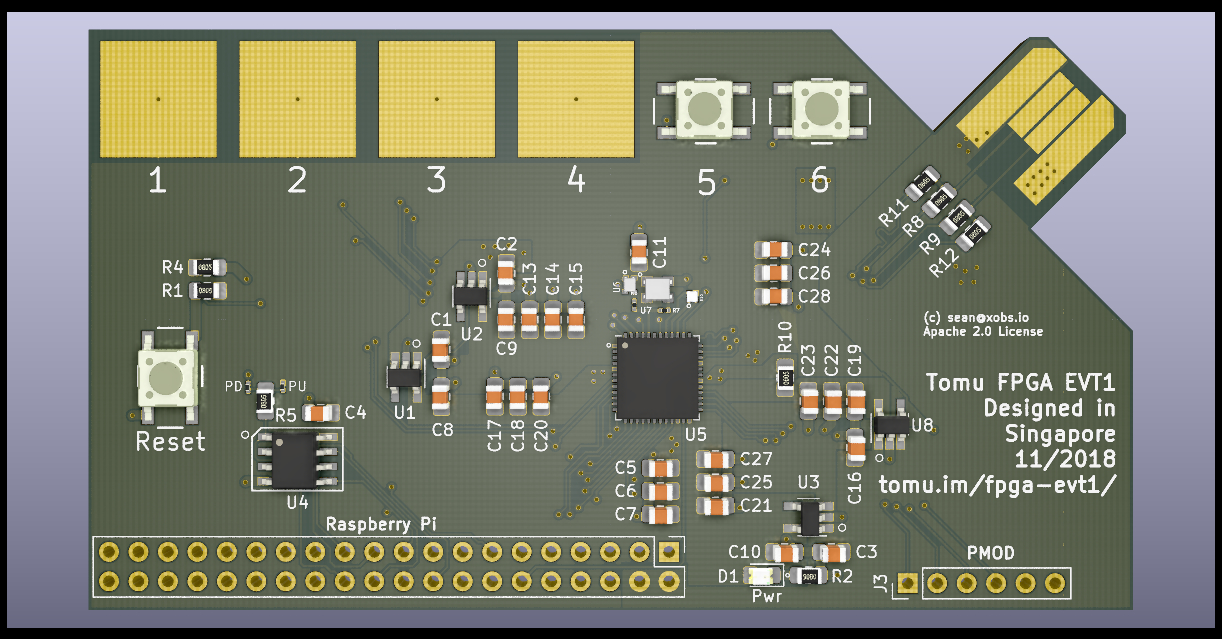 1 2 3 4 5 6
C2 C11 C24
R11 R8 R9 R12
R4 C13 C14 C15 C26
R1 U6 U7 R7 C28
U2 C1 C9
(c) sean@xobs.io
Apache 2.0 License
R10 C23 C22 C19
PD PU
R5 C4 U1 C8
Tomu FPGA EVT1
Designed in
Singapore
11/2018
tomu.im/fpga-evt1/
Reset
C17 C18 C20 U5 U8
C5 C27
C6 C25
C7 C21
U3 C16
U4
Raspberry Pi
C10 C3
PMOD
D1 R2 J3
Pwr